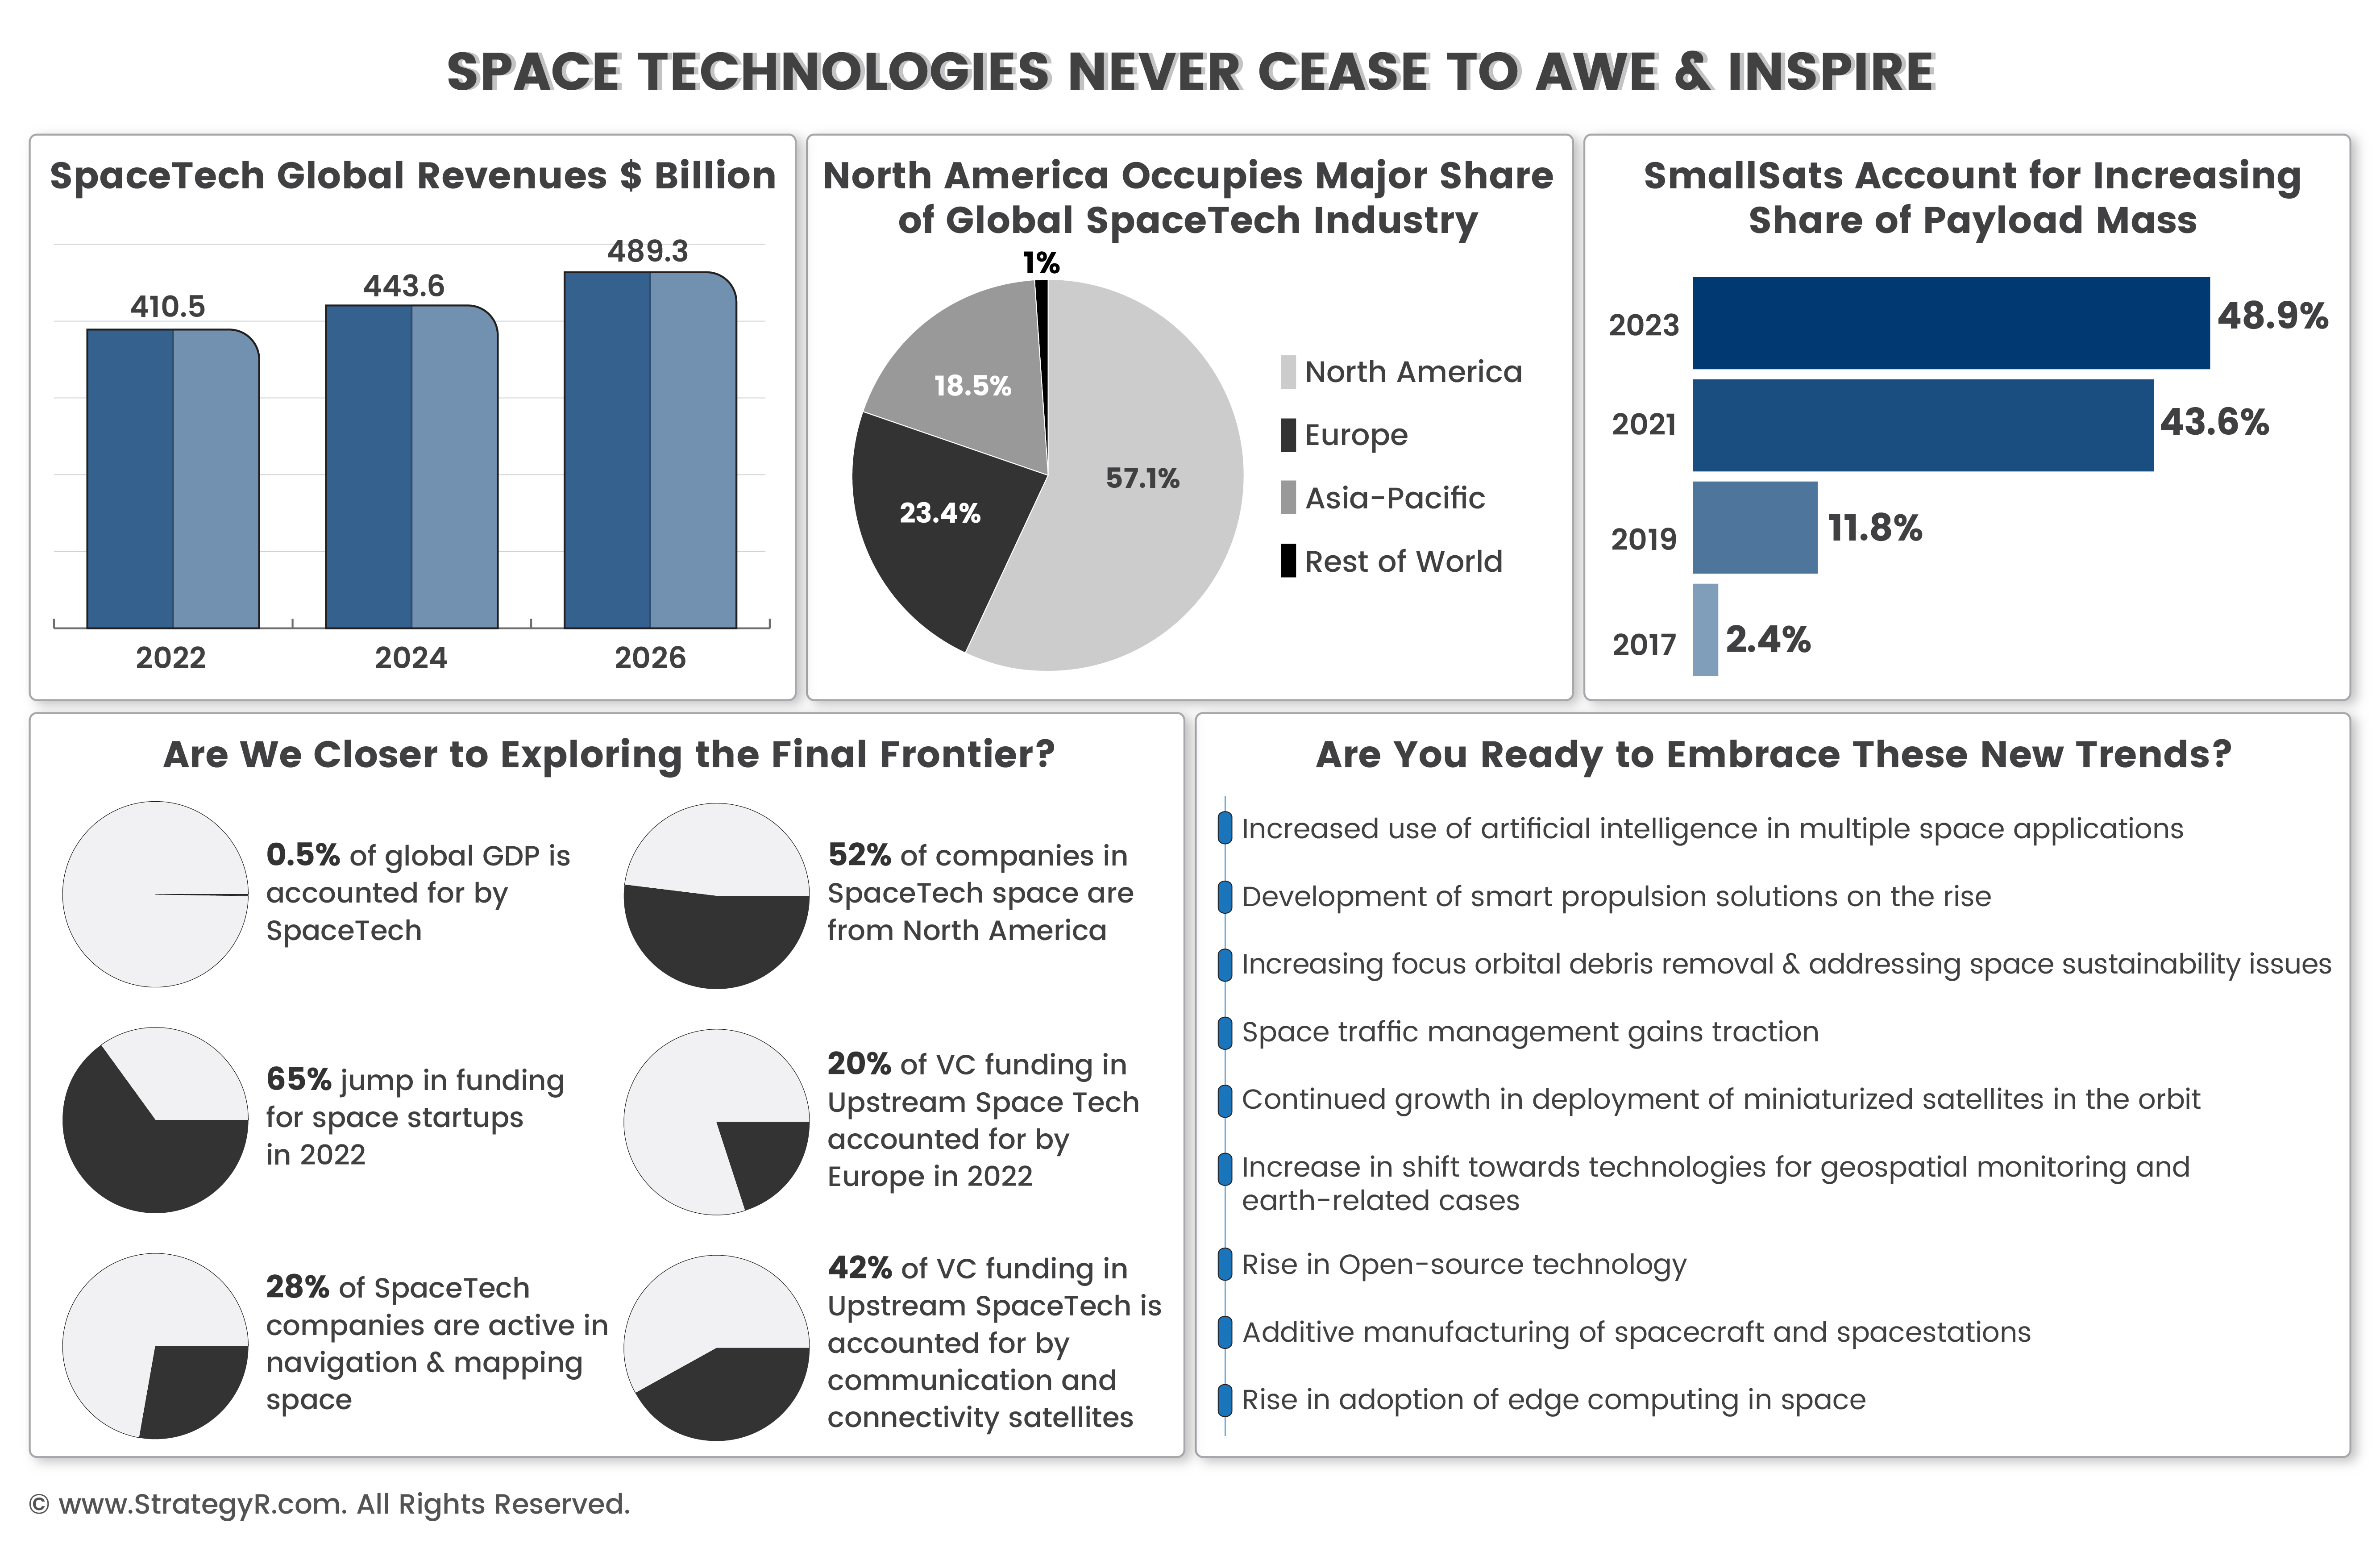 SPACE TECHNOLOGIES NEVER CEASE TO AWE & INSPIRE
SpaceTech Global Revenues $ Billion
410.5
443.6
489.3
2022
2024
2026
North America Occupies Major Share
of Global SpaceTech Industry
1%
18.5%
57.1%
23.4%
North America
Europe
Asia-Pacific
Rest of World
SmallSats Account for Increasing
Share of Payload Mass
2023
48.9%
2021
43.6%
2019
11.8%
2017
2.4%
Are We Closer to Exploring the Final Frontier?
0.5% of global GDP is
accounted for by
SpaceTech
52% of companies in
SpaceTech space are
from North America
65% jump in funding
for space startups
in 2022
20% of VC funding in
Upstream Space Tech
accounted for by
Europe in 2022
28% of SpaceTech
companies are active in
navigation & mapping
space
42% of VC funding in
Upstream SpaceTech is
accounted for by
communication and
connectivity satellites
Are You Ready to Embrace These New Trends?
Increased use of artificial intelligence in multiple space applications
Development of smart propulsion solutions on the rise
Increasing focus orbital debris removal & addressing space sustainability issues
Space traffic management gains traction
Continued growth in deployment of miniaturized satellites in the orbit
Increase in shift towards technologies for geospatial monitoring and
earth-related cases
Rise in Open-source technology
Additive manufacturing of spacecraft and spacestations
Rise in adoption of edge computing in space
© www.StrategyR.com. All Rights Reserved.